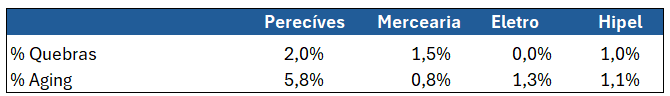 Perecíves Mercearia Eletro Hipel
% Quebras 2,0% 1,5% 0,0% 1,0%
% Aging 5,8% 0,8% 1,3% 1,1%